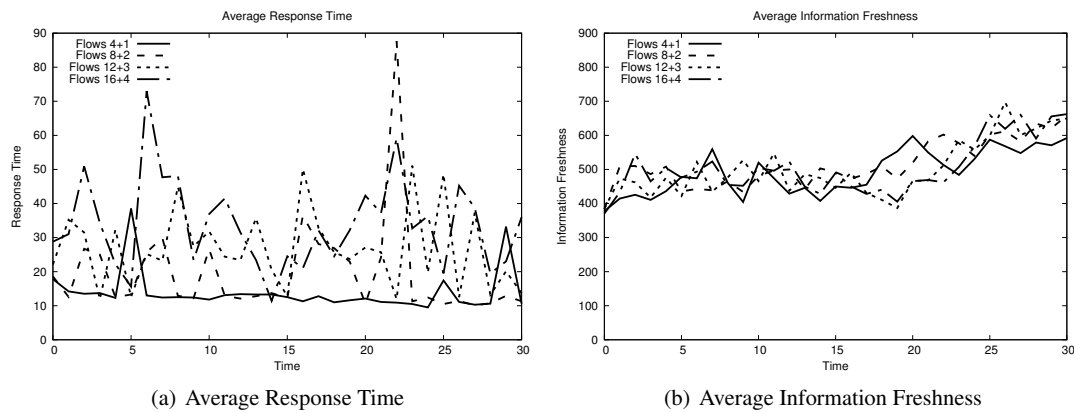 Average Response Time
90
80
70
60
50
40
30
20
10
0
Response Time
Flows 4+1
Flows 8+2
Flows 12+3
Flows 16+4
0 5 10 15 20 25 30
Time
(a) Average Response Time
Average Information Freshness
900
800
700
600
500
400
300
200
100
0
Information Freshness
Flows 4+1
Flows 8+2
Flows 12+3
Flows 16+4
0 5 10 15 20 25 30
Time
(b) Average Information Freshness